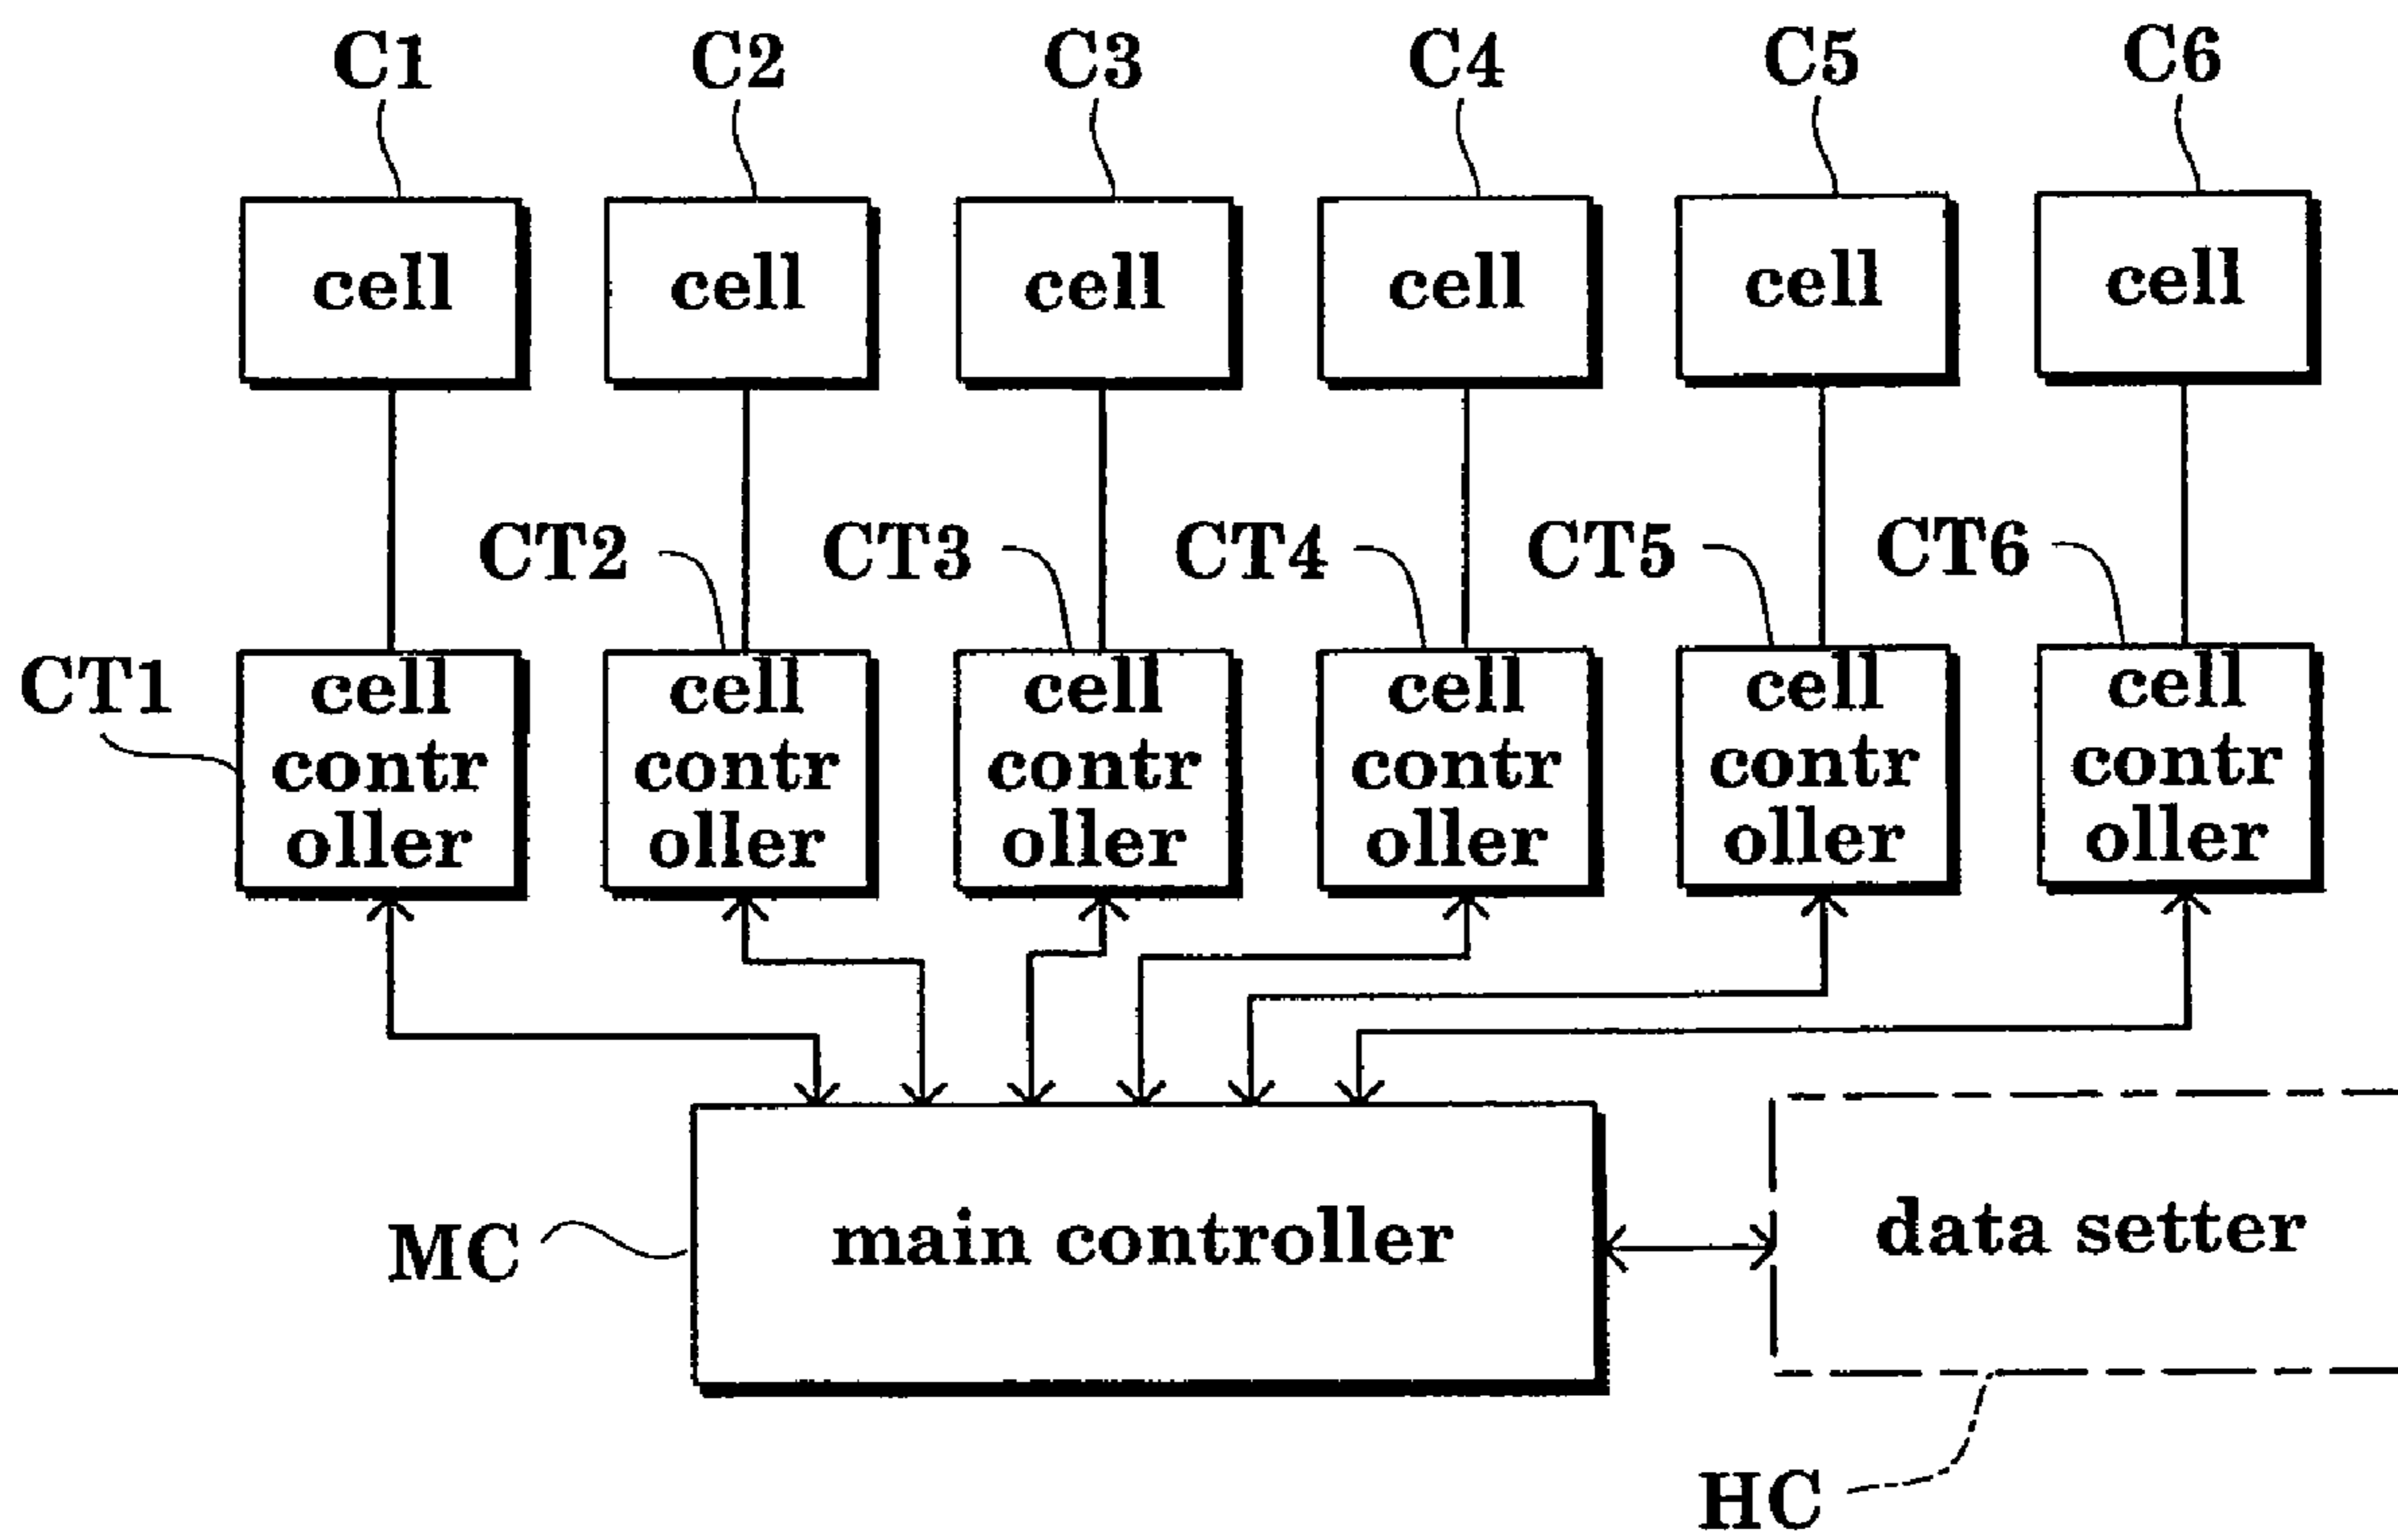 C1 C2 C3 C4 C5 C6
cell cell cell cell cell cell
CT2 CT3 CT4 CT5 CT6
CT1
cell cell cell cell cell cell
contr contr contr contr contr contr
oller oller oller oller oller oller
MC
main controller
data setter
HC